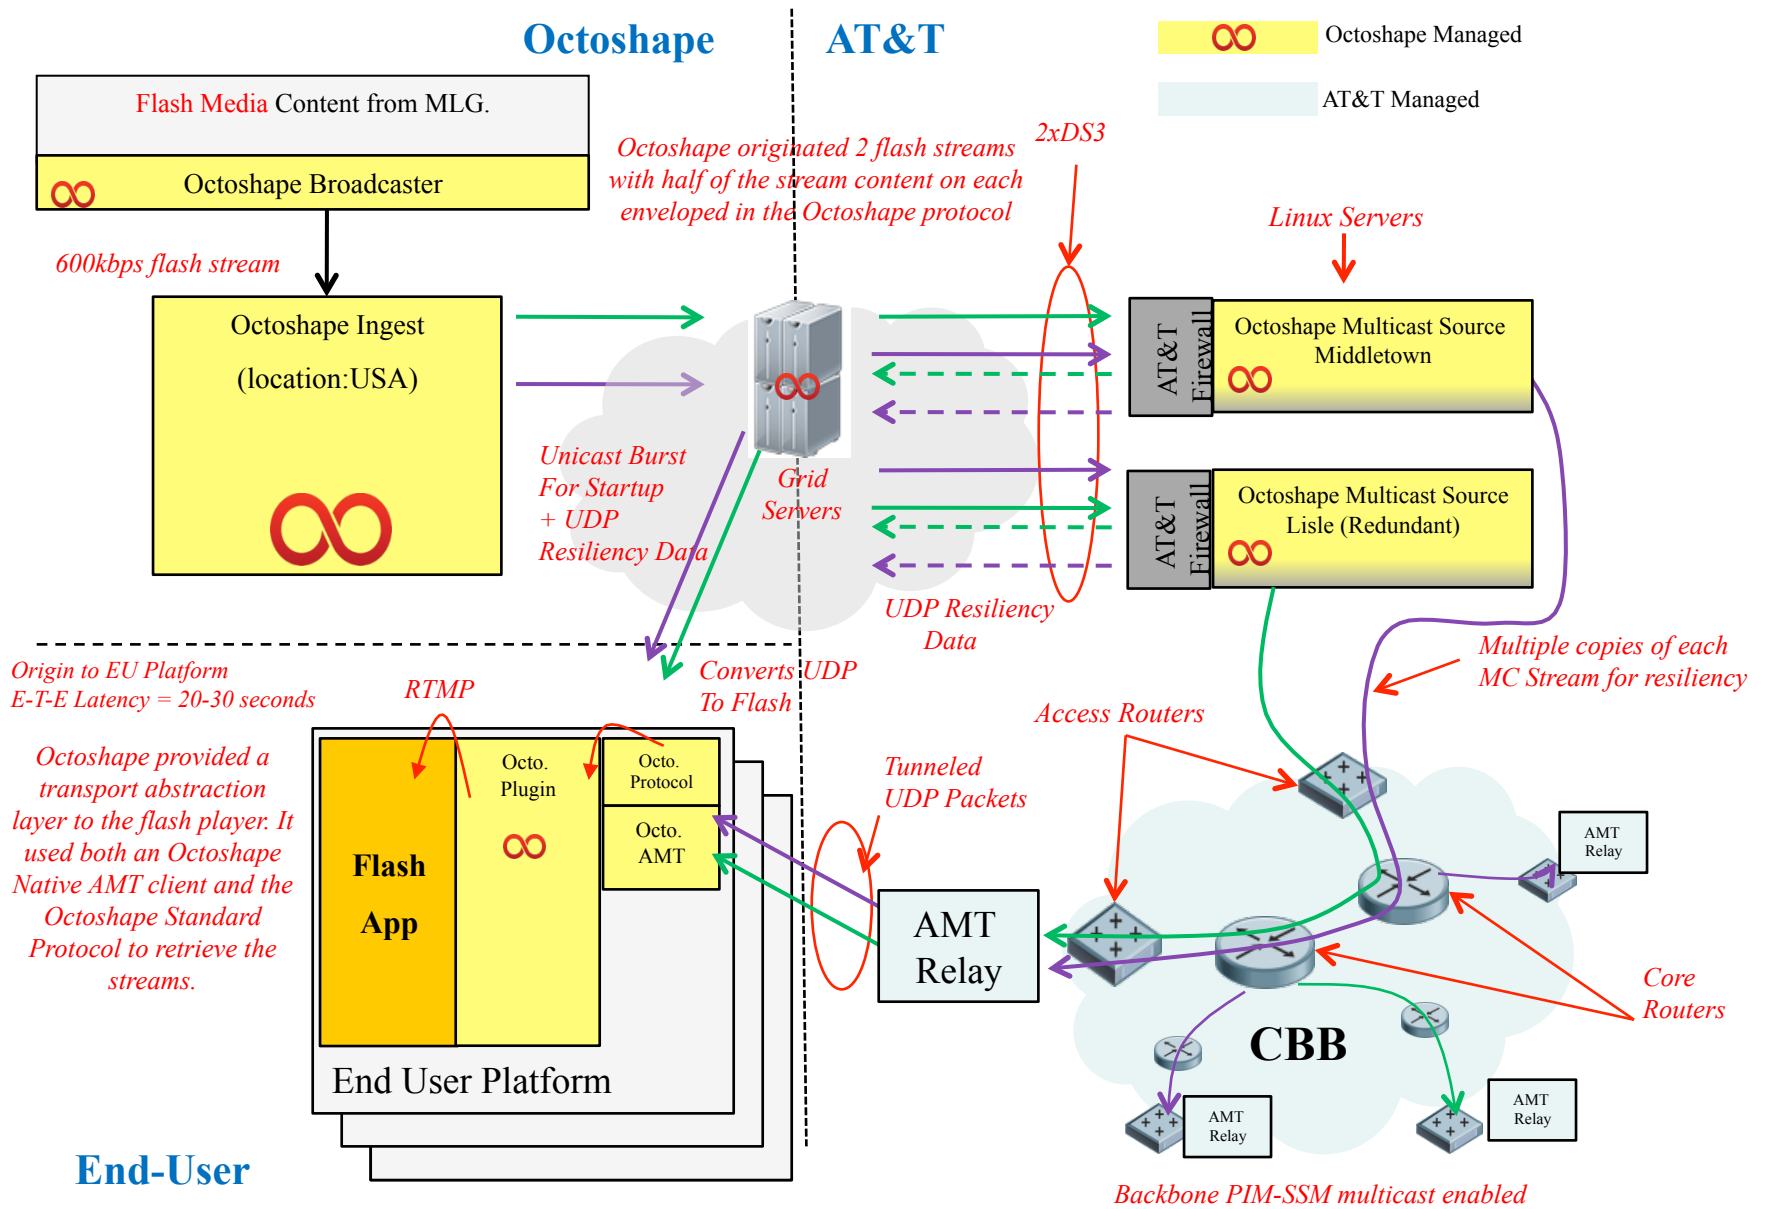 Octoshape
AT&T
Octoshape Managed
AT&T Managed
Flash Media Content from MLG.
Octoshape Broadcaster
600kbps flash stream
Octoshape originated 2 flash streams
with half of the stream content on each
enveloped in the Octoshape protocol
2xDS3
Linux Servers
Octoshape Ingest
(location:USA)
AT&T
Firewall
Octoshape Multicast Source
Middletown
Unicast Burst
For Startup
+ UDP
Resiliency Data
Grid
Servers
AT&T
Firewall
Octoshape Multicast Source
Lisle (Redundant)
UDP Resiliency
Data
Multiple copies of each
MC Stream for resiliency
Origin to EU Platform
E-T-E Latency = 20-30 seconds
RTMP
Converts UDP
To Flash
Access Routers
Octoshape provided a
transport abstraction
layer to the flash player. It
used both an Octoshape
Native AMT client and the
Octoshape Standard
Protocol to retrieve the
streams.
Flash
App
Octo.
Plugin
Octo.
Protocol
Octo.
AMT
End User Platform
Tunneled
UDP Packets
AMT
Relay
AMT
Relay
Core
Routers
CBB
AMT
Relay
AMT
Relay
End-User
Backbone PIM-SSM multicast enabled